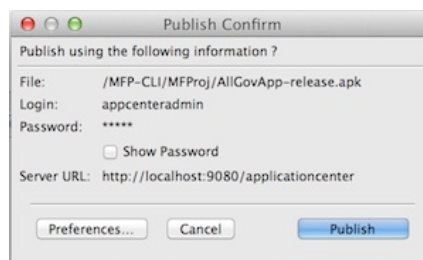 Publish Confirm
Publish using the following information ?
File: /MFP-CLI/MFProj/AllGovApp-release.apk
Login: appcenteradmin
Password: *****
Show Password
Server URL: http://localhost:9080/applicationcenter
Preferences... Cancel Publish